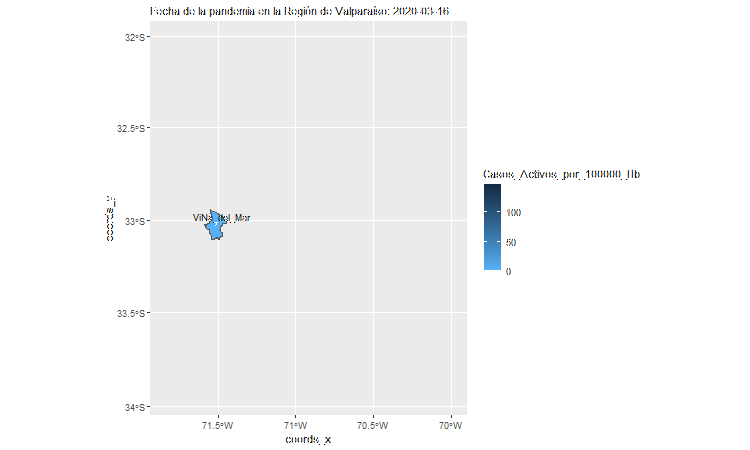 Fecha de la pandemia en la Región de Valparaíso: 2020-03-16
32°S
32.5°S
33°S
33.5°S
34°S
coords_y
Viña_del_Mar
71.5°W
71°W
70.5°W
70°W
coords_x
Casos_Activos_por_100000_Hb
100
50
0